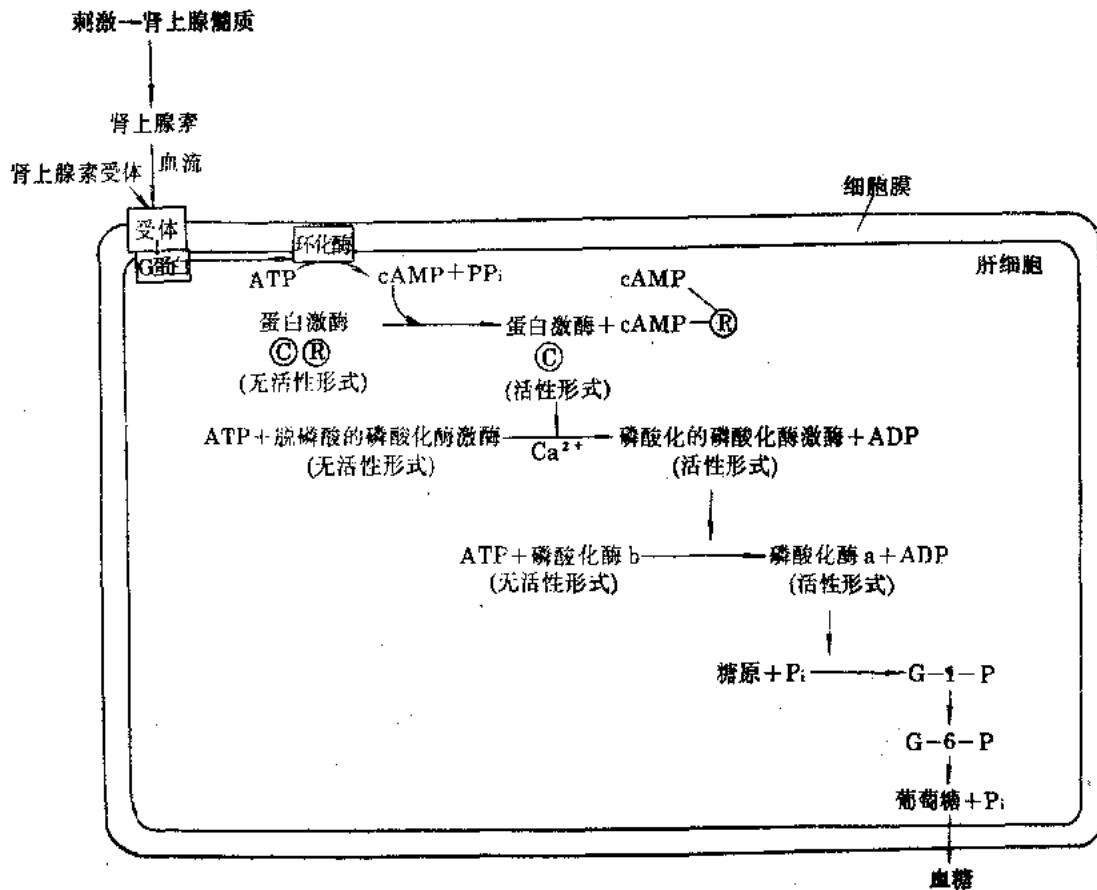 刺激—肾上腺髓质
肾上腺素
血流
肾上腺素受体
细胞膜
受体
G蛋白
环化酶
肝细胞
ATP
cAMP+PPi
cAMP
蛋白激酶
蛋白激酶+cAMP—Ⓡ
Ⓒ Ⓡ
Ⓒ
(无活性形式)
(活性形式)
ATP+脱磷酸的磷酸化酶激酶
Ca²⁺
磷酸化的磷酸化酶激酶+ADP
(无活性形式)
(活性形式)
ATP+磷酸化酶 b
磷酸化酶 a+ADP
(无活性形式)
(活性形式)
糖原+Pi
G-1-P
G-6-P
葡萄糖+Pi
血糖